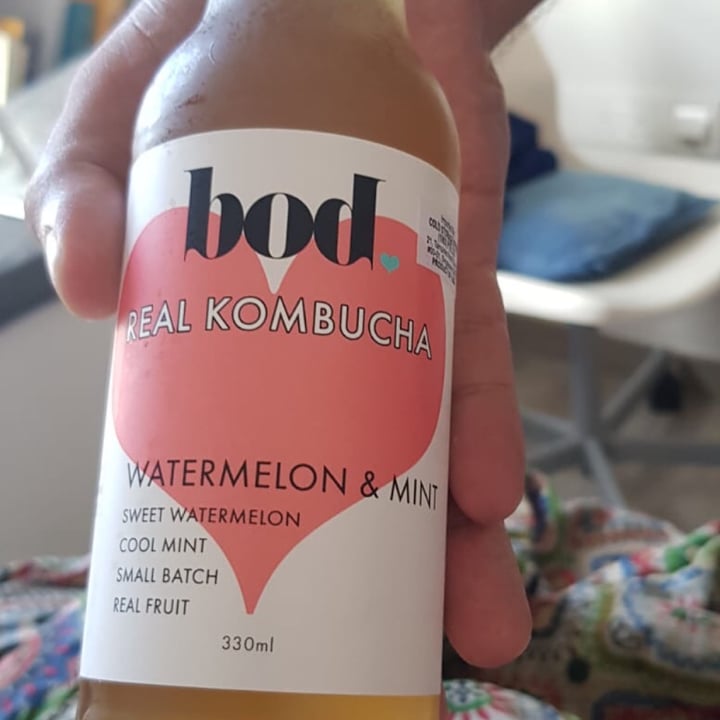 bod.
REAL KOMBUCHA
WATERMELON & MINT
SWEET WATERMELON
COOL MINT
SMALL BATCH
REAL FRUIT
330ml